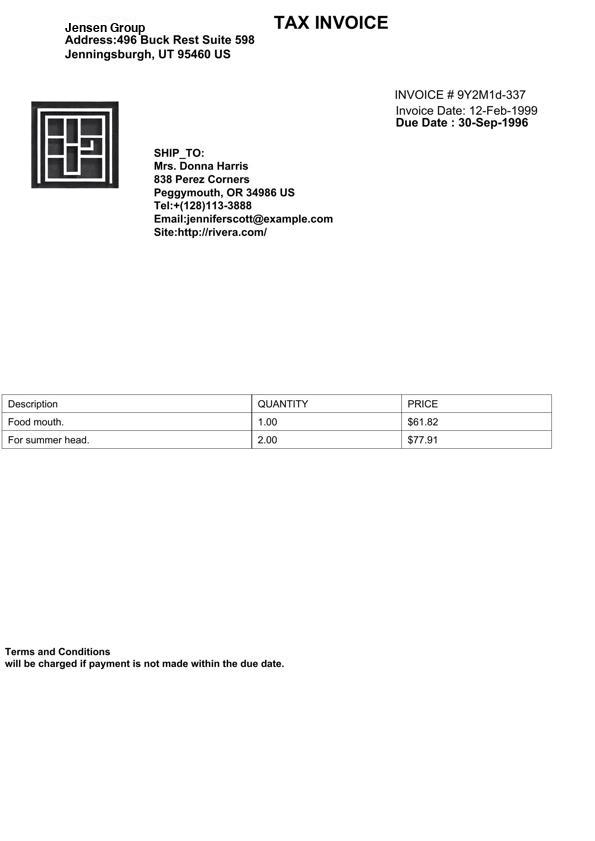 TAX INVOICE
Jensen Group
Address:496 Buck Rest Suite 598
Jenningsburgh, UT 95460 US
INVOICE # 9Y2M1d-337
Invoice Date: 12-Feb-1999
Due Date : 30-Sep-1996
SHIP_TO:
Mrs. Donna Harris
838 Perez Corners
Peggymouth, OR 34986 US
Tel:+(128)113-3888
Email:jenniferscott@example.com
Site:http://rivera.com/
Description QUANTITY PRICE
Food mouth. 1.00 $61.82
For summer head. 2.00 $77.91
Terms and Conditions
will be charged if payment is not made within the due date.